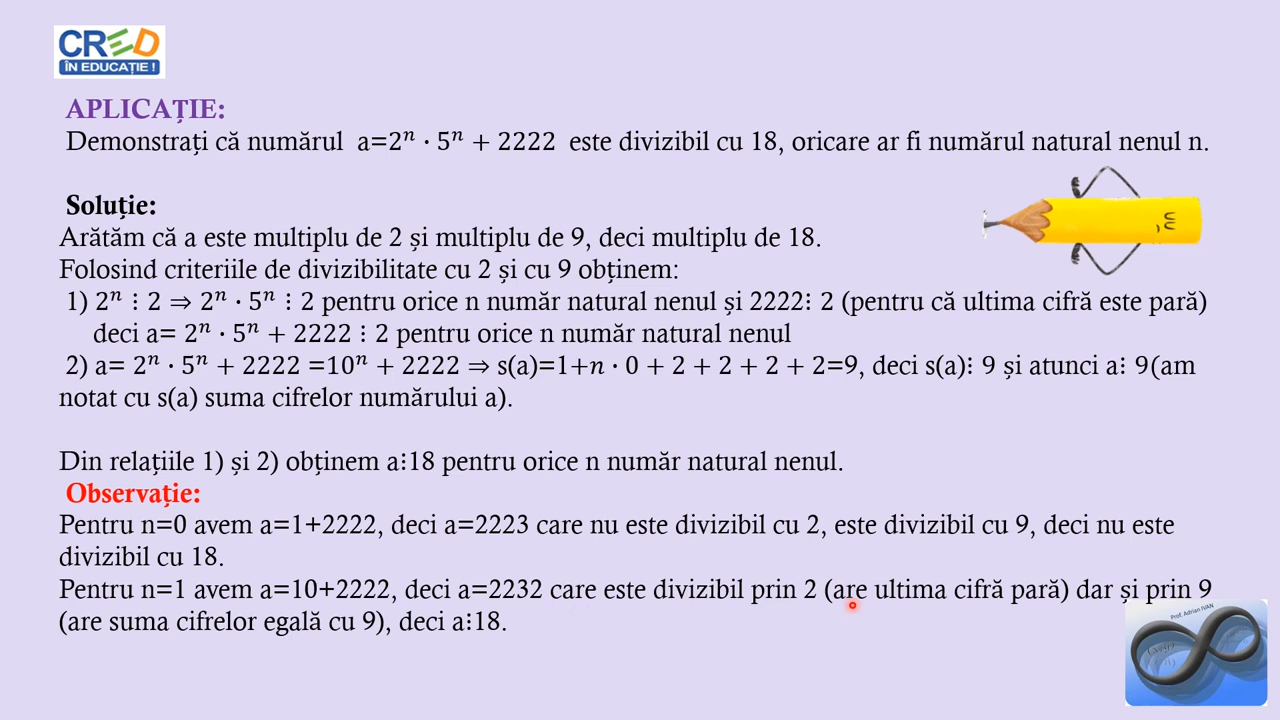 CRED
ÎN EDUCAȚIE !
APLICAȚIE:
Demonstrați că numărul a=2ⁿ · 5ⁿ + 2222 este divizibil cu 18, oricare ar fi numărul natural nenul n.
Soluție:
Arătăm că a este multiplu de 2 și multiplu de 9, deci multiplu de 18.
Folosind criteriile de divizibilitate cu 2 și cu 9 obținem:
1) 2ⁿ ⋮ 2 ⇒ 2ⁿ · 5ⁿ ⋮ 2 pentru orice n număr natural nenul și 2222⋮ 2 (pentru că ultima cifră este pară)
deci a= 2ⁿ · 5ⁿ + 2222 ⋮ 2 pentru orice n număr natural nenul
2) a= 2ⁿ · 5ⁿ + 2222 =10ⁿ + 2222 ⇒ s(a)=1+n · 0 + 2 + 2 + 2 + 2=9, deci s(a)⋮ 9 și atunci a⋮ 9(am
notat cu s(a) suma cifrelor numărului a).
Din relațiile 1) și 2) obținem a⋮18 pentru orice n număr natural nenul.
Observație:
Pentru n=0 avem a=1+2222, deci a=2223 care nu este divizibil cu 2, este divizibil cu 9, deci nu este
divizibil cu 18.
Pentru n=1 avem a=10+2222, deci a=2232 care este divizibil prin 2 (are ultima cifră pară) dar și prin 9
(are suma cifrelor egală cu 9), deci a⋮18.
Prof. Adrian IVAN